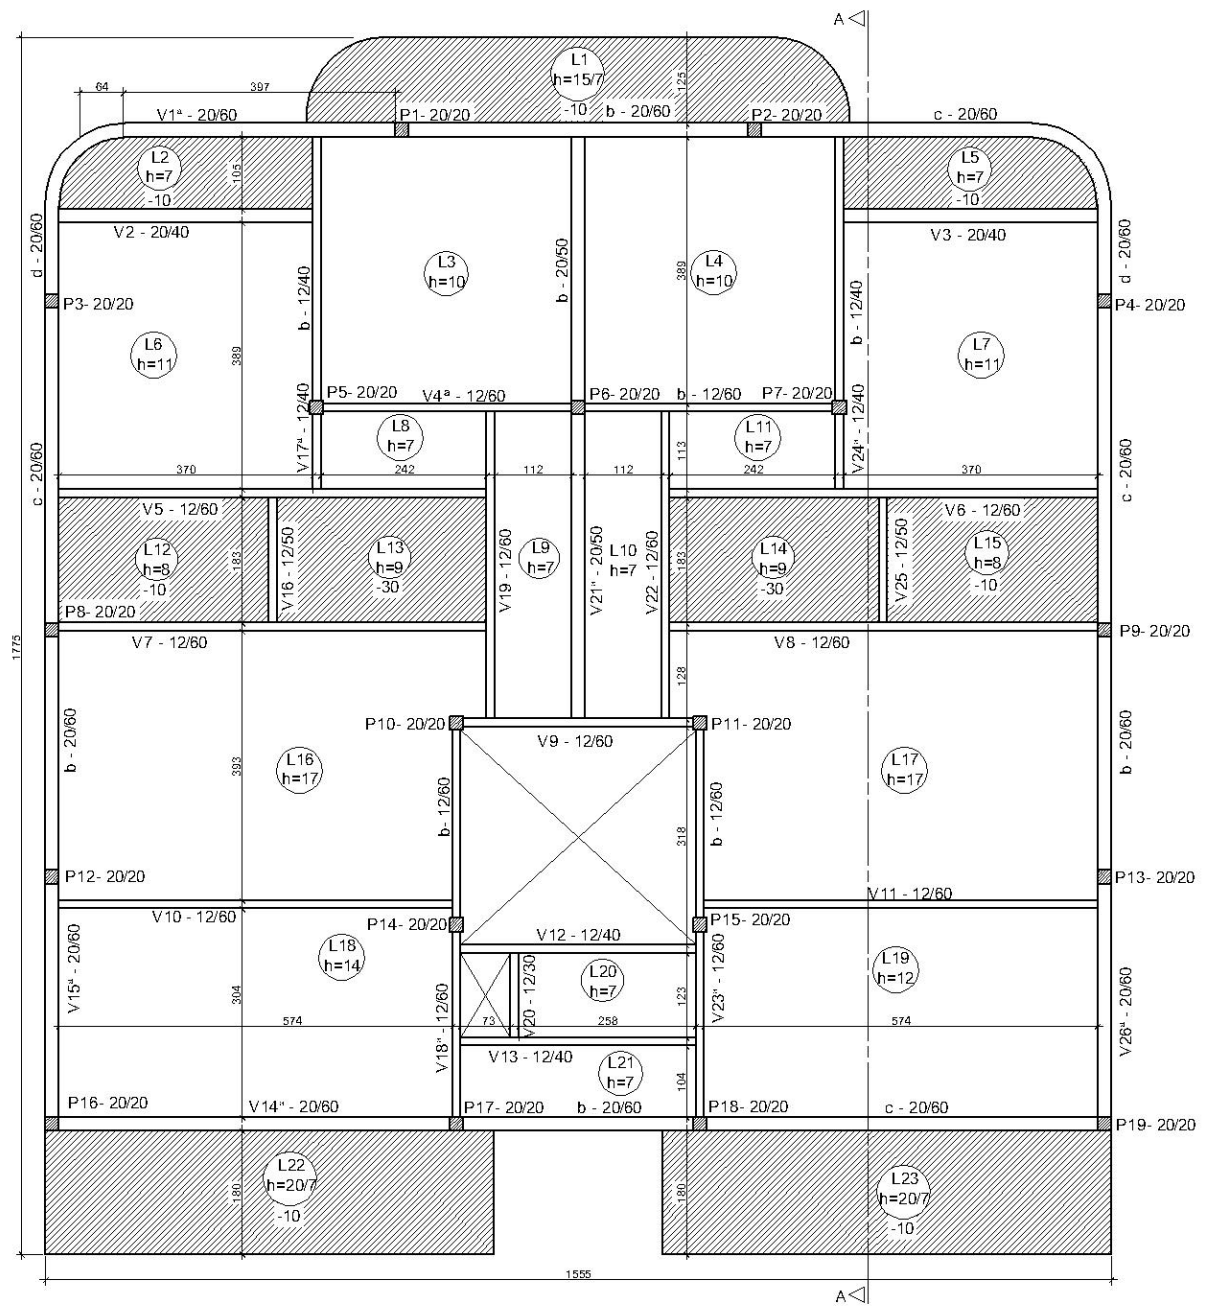 A
L1
h=15/7
-10
125
64
397
V1ª - 20/60
P1- 20/20
b - 20/60
P2- 20/20
c - 20/60
L2
h=7
-10
105
L5
h=7
-10
d - 20/60
V2 - 20/40
V3 - 20/40
d - 20/60
L3
h=10
b - 20/50
L4
h=10
389
b - 12/40
b - 12/40
P3- 20/20
P4- 20/20
L6
h=11
389
L7
h=11
P5- 20/20
V4ª - 12/60
P6- 20/20
b - 12/60
P7- 20/20
V17ª - 12/40
V24ª - 12/40
L8
h=7
113
L11
h=7
c - 20/60
c - 20/60
370
242
112
112
242
370
V5 - 12/60
V6 - 12/60
L12
h=8
-10
183
V16 - 12/50
L13
h=9
-30
V19 - 12/60
L9
h=7
V21ª - 20/50
L10
h=7
V22 - 12/60
183
L14
h=9
-30
V25 - 12/50
L15
h=8
-10
P8- 20/20
P9- 20/20
V7 - 12/60
V8 - 12/60
1775
128
b - 20/60
P10- 20/20
V9 - 12/60
P11- 20/20
b - 20/60
L16
h=17
393
L17
h=17
b- 12/60
318
b - 12/60
P12- 20/20
P13- 20/20
V10 - 12/60
V11 - 12/60
P14- 20/20
V12 - 12/40
P15- 20/20
V15ª - 20/60
L18
h=14
304
V18ª - 12/60
V20 - 12/30
L20
h=7
123
V23ª - 12/60
L19
h=12
V26ª - 20/60
574
73
258
574
V13 - 12/40
L21
h=7
104
P16- 20/20
V14ª - 20/60
P17- 20/20
b - 20/60
P18- 20/20
c - 20/60
P19- 20/20
L22
h=20/7
-10
180
180
L23
h=20/7
-10
1555
A